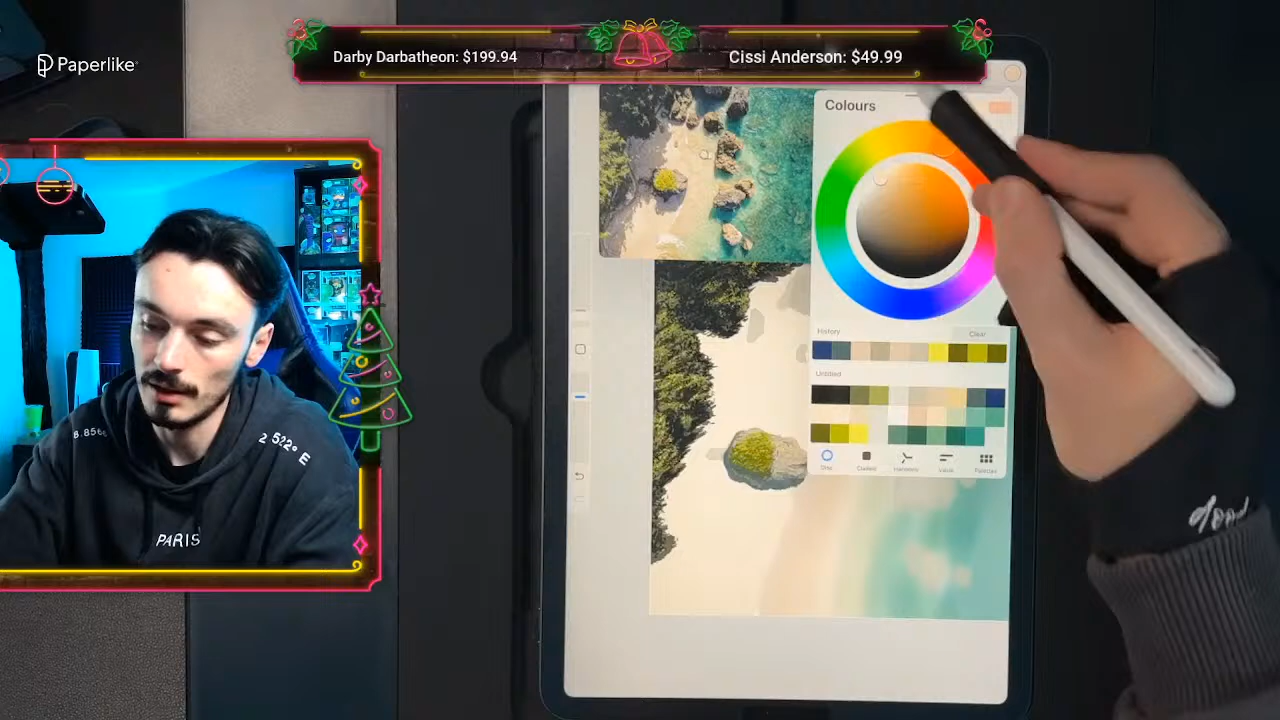 Paperlike
Darby Darbatheon: $199.94
Cissi Anderson: $49.99
Colours
History
Clear
Untitled
Disc
Classic
Harmony
Value
Palettes
2.522° E
PARIS